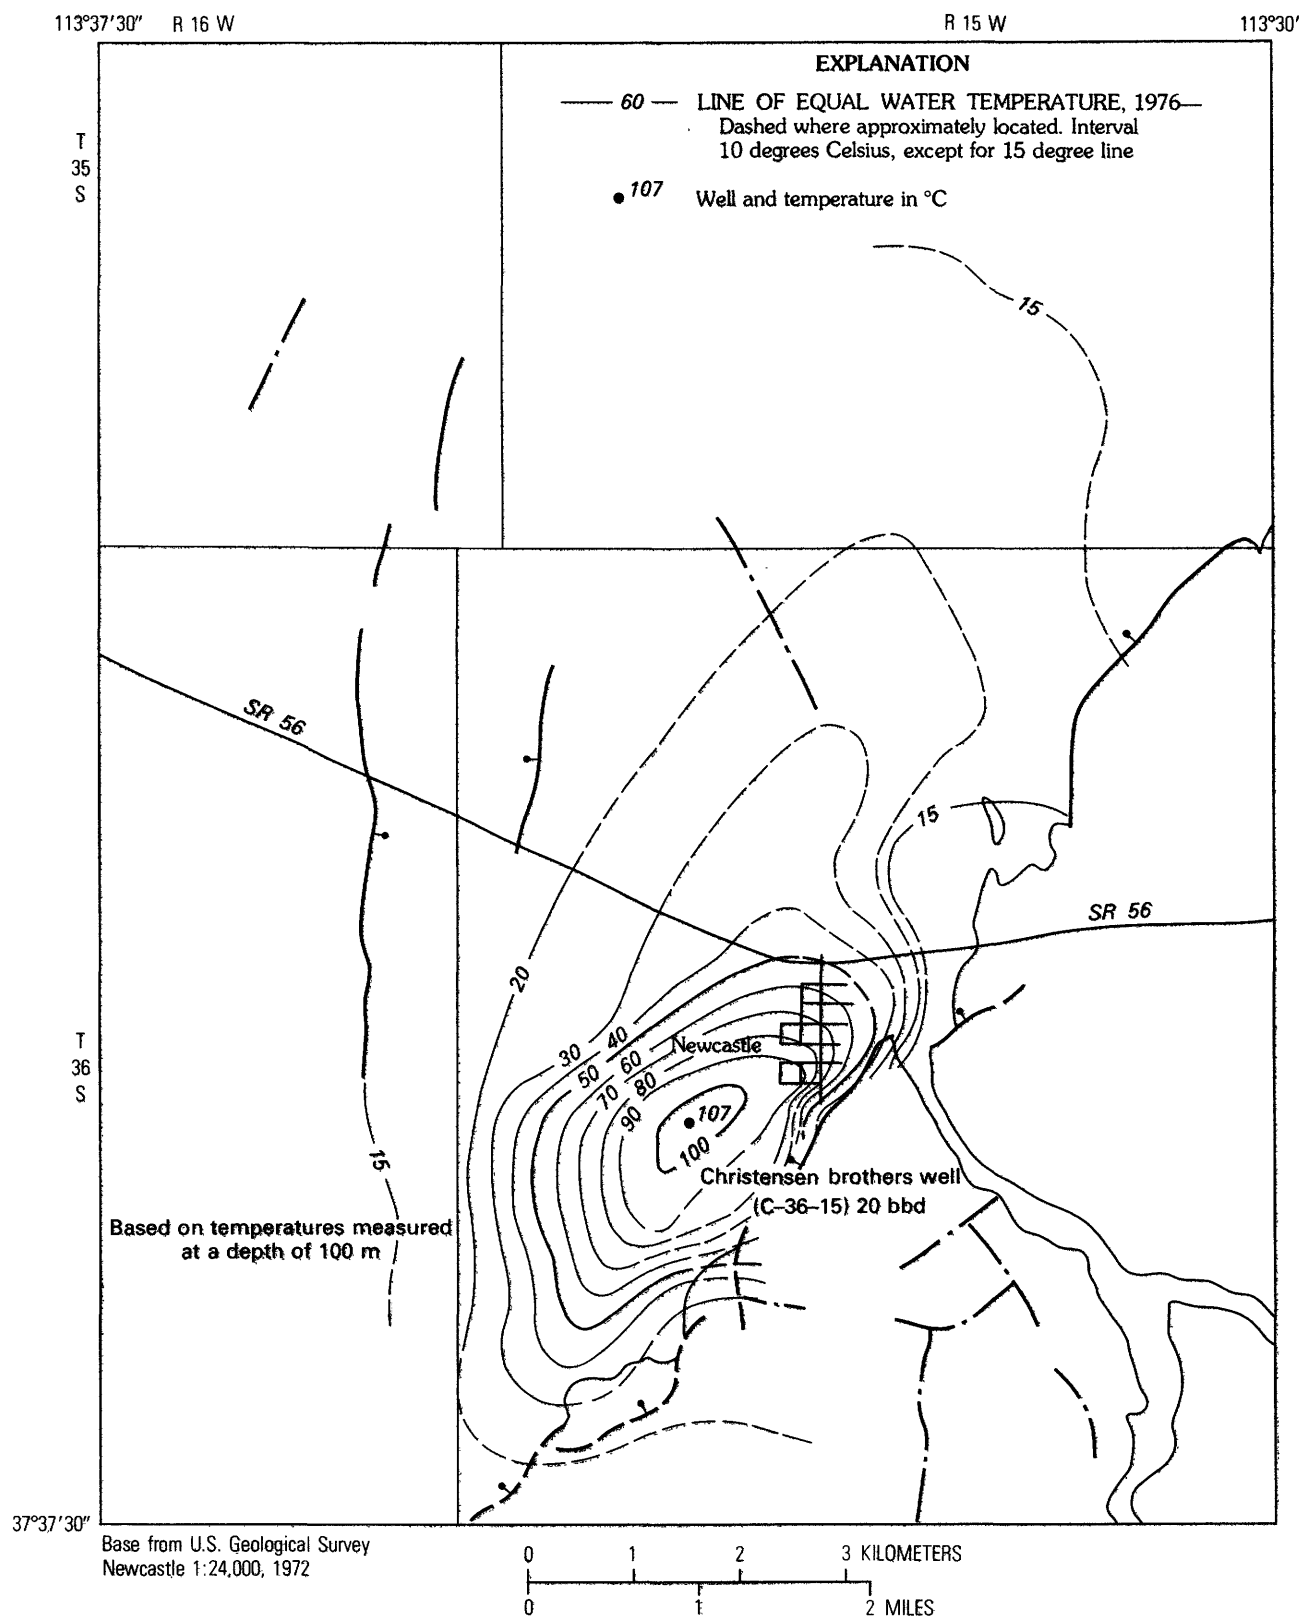 113°37'30" R 16 W R 15 W 113°30'
EXPLANATION
60 LINE OF EQUAL WATER TEMPERATURE, 1976—
Dashed where approximately located. Interval
10 degrees Celsius, except for 15 degree line
T
35
S
107 Well and temperature in °C
15
SR 56
15
SR 56
20
T
36
S
30
40
50
60
70
80
90
Newcastle
107
100
15
Christensen brothers well
(C–36–15) 20 bbd
Based on temperatures measured
at a depth of 100 m
37°37'30"
Base from U.S. Geological Survey
Newcastle 1:24,000, 1972
0 1 2 3 KILOMETERS
0 1 2 MILES